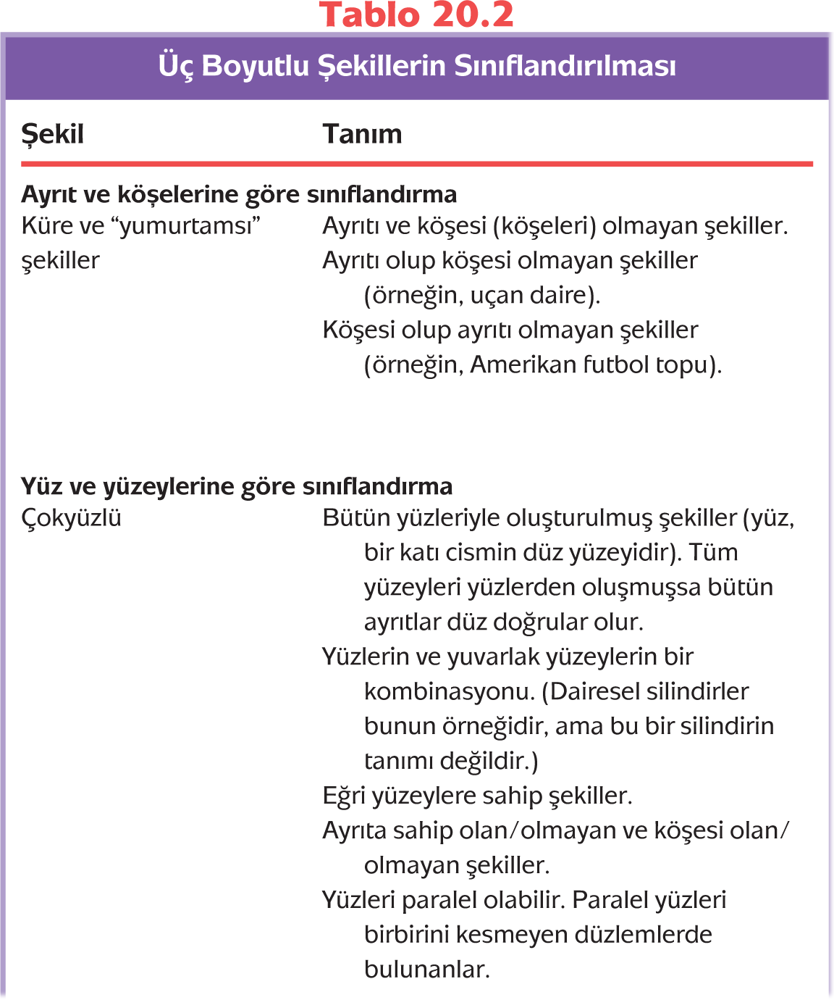 Tablo 20.2
Üç Boyutlu Şekillerin Sınıflandırılması
Şekil Tanım
Ayrıt ve köşelerine göre sınıflandırma
Küre ve “yumurtamsı” Ayrıtı ve köşesi (köşeleri) olmayan şekiller.
şekiller Ayrıtı olup köşesi olmayan şekiller
(örneğin, uçan daire).
Köşesi olup ayrıtı olmayan şekiller
(örneğin, Amerikan futbol topu).
Yüz ve yüzeylerine göre sınıflandırma
Çokyüzlü Bütün yüzleriyle oluşturulmuş şekiller (yüz,
bir katı cismin düz yüzeyidir). Tüm
yüzeyleri yüzlerden oluşmuşsa bütün
ayrıtlar düz doğrular olur.
Yüzlerin ve yuvarlak yüzeylerin bir
kombinasyonu. (Dairesel silindirler
bunun örneğidir, ama bu bir silindirin
tanımı değildir.)
Eğri yüzeylere sahip şekiller.
Ayrıta sahip olan/olmayan ve köşesi olan/
olmayan şekiller.
Yüzleri paralel olabilir. Paralel yüzleri
birbirini kesmeyen düzlemlerde
bulunanlar.